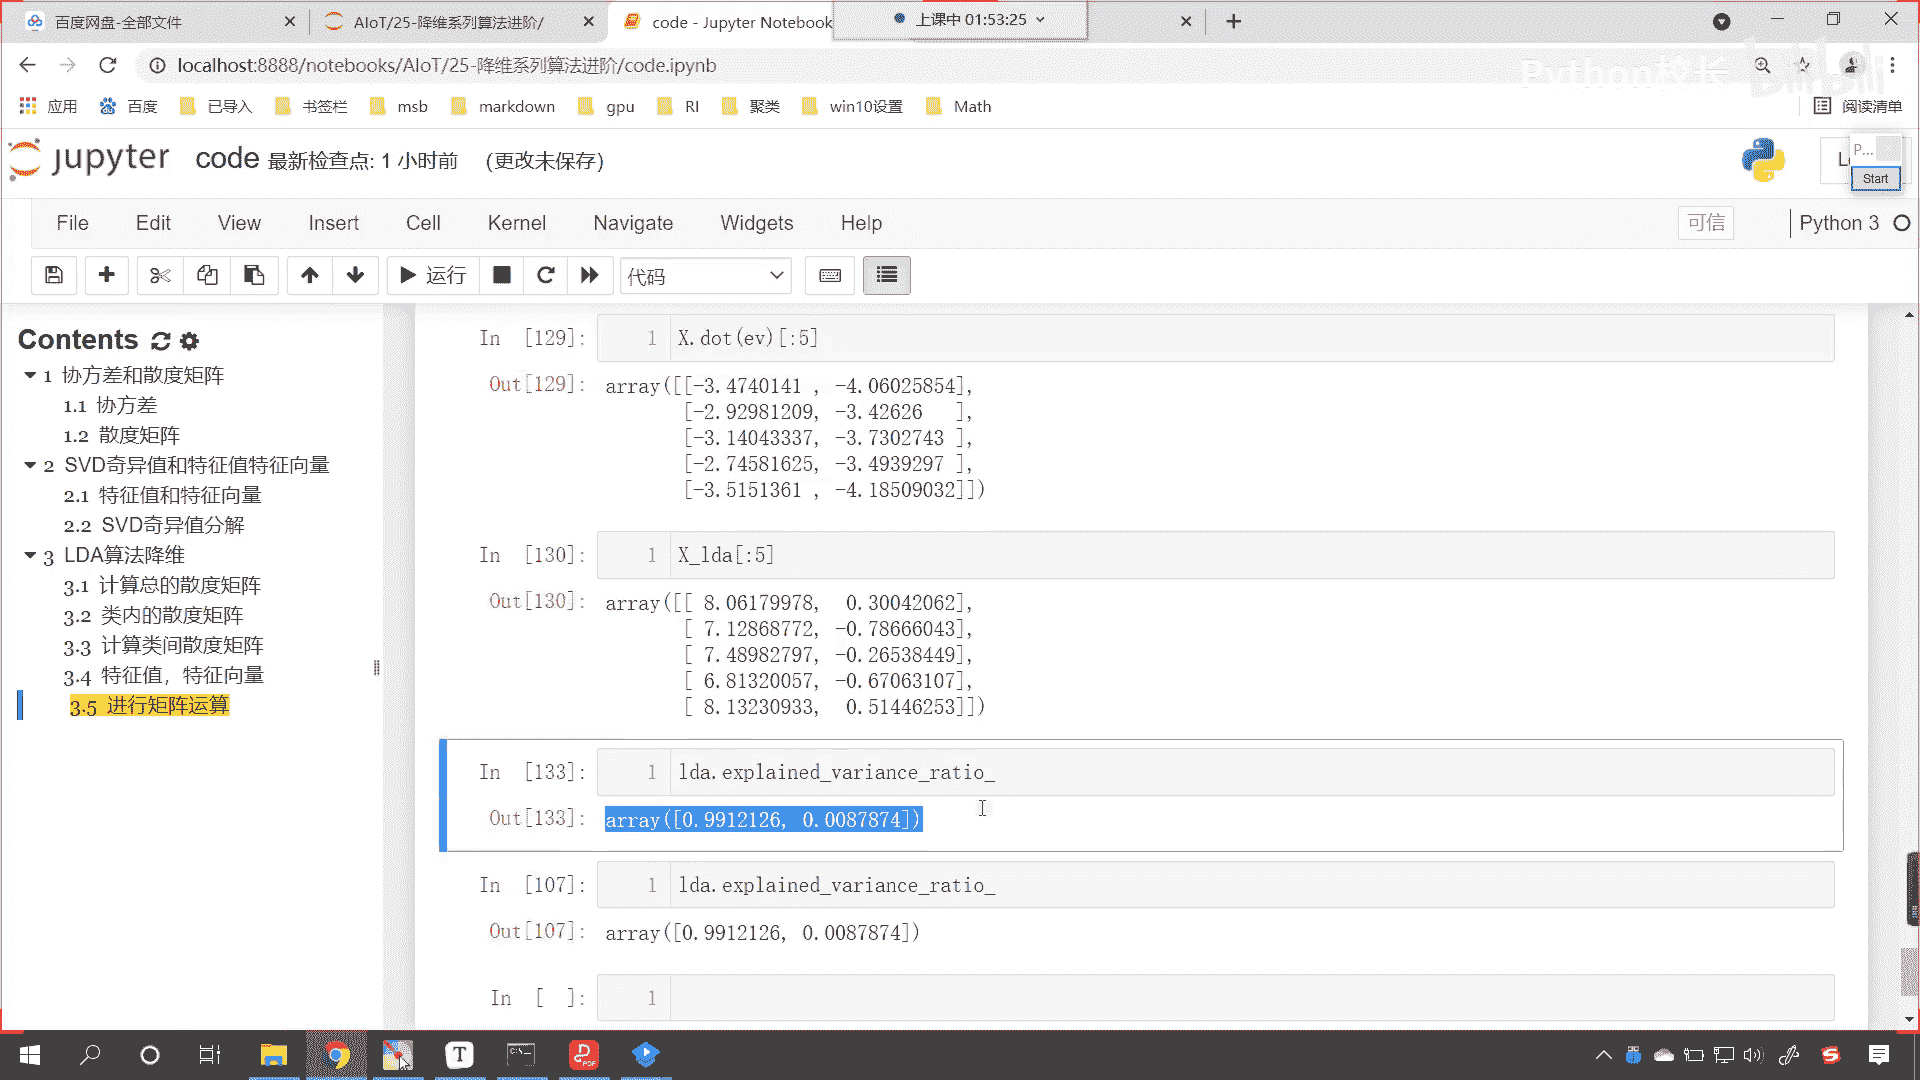 百度网盘-全部文件
AIoT/25-降维系列算法进阶/
code - Jupyter Notebook
上课中 01:53:25
localhost:8888/notebooks/AIoT/25-降维系列算法进阶/code.ipynb
Python校长
bilibili
应用 百度 已导入 书签栏 msb markdown gpu RI 聚类 win10设置 Math 阅读清单
jupyter code 最新检查点: 1 小时前 (更改未保存)
P...
Start
File Edit View Insert Cell Kernel Navigate Widgets Help 可信 Python 3
运行 代码
Contents
1 协方差和散度矩阵
1.1 协方差
1.2 散度矩阵
2 SVD奇异值和特征值特征向量
2.1 特征值和特征向量
2.2 SVD奇异值分解
3 LDA算法降维
3.1 计算总的散度矩阵
3.2 类内的散度矩阵
3.3 计算类间散度矩阵
3.4 特征值，特征向量
3.5 进行矩阵运算
In [129]: 1 X.dot(ev)[:5]
Out[129]: array([[-3.4740141 , -4.06025854],
[-2.92981209, -3.42626   ],
[-3.14043337, -3.7302743 ],
[-2.74581625, -3.4939297 ],
[-3.5151361 , -4.18509032]])
In [130]: 1 X_lda[:5]
Out[130]: array([[ 8.06179978,  0.30042062],
[ 7.12868772, -0.78666043],
[ 7.48982797, -0.26538449],
[ 6.81320057, -0.67063107],
[ 8.13230933,  0.51446253]])
In [133]: 1 lda.explained_variance_ratio_
Out[133]: array([0.9912126, 0.0087874])
In [107]: 1 lda.explained_variance_ratio_
Out[107]: array([0.9912126, 0.0087874])
In [ ]: 1